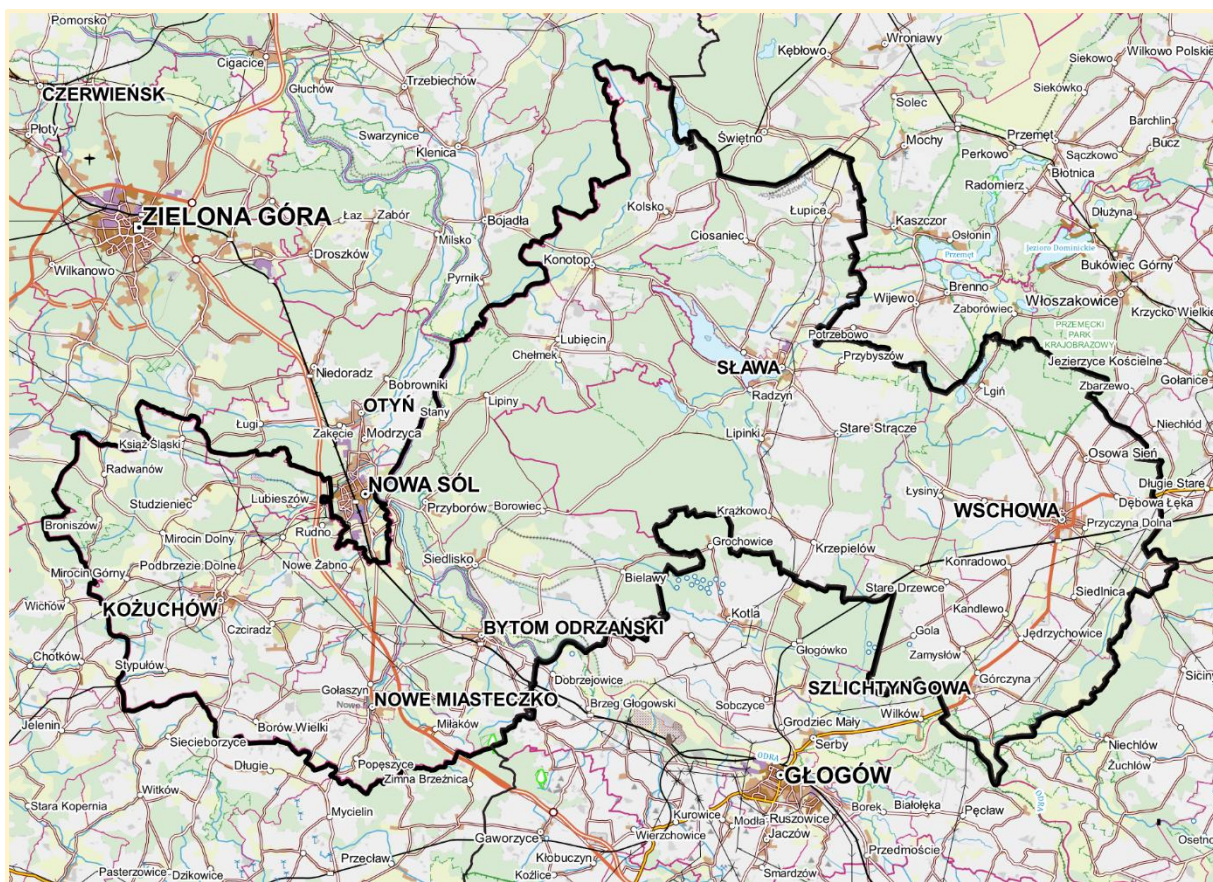 Pomorsko
Cigacice
Kębłowo
Wroniawy
Wilkowo Polskie
Siekowo
CZERWIEŃSK
Głuchów
Trzebiechów
Siekówko
Solec
Płoty
Swarzynice
Klenica
Świętno
Mochy
Przemęt
Barchlin
Perkowo
Sączkowo
Bucz
Błotnica
Radomierz
ZIELONA GÓRA
Łaz
Zabór
Bojadła
Kolsko
Łupice
Kaszczor
Osłonin
Dłużyna
Milsko
Ciosaniec
Jezioro Dominickie
Droszków
Przemęt
Wilkanowo
Konotop
Bukówiec Górny
Pyrnik
Brenno
Wijewo
Włoszakowice
Zaborówiec
Krzycko Wielkie
PRZEMĘCKI
PARK
KRAJOBRAZOWY
Potrzebowo
Lubięcin
Chełmek
Przybyszów
Jezierzyce Kościelne
SŁAWA
Niedoradz
Zbarzewo
Gołanice
Bobrowniki
Radzyń
Lgiń
OTYŃ
Lipiny
Stany
Ługi
Zakęcie
Modrzyca
Niechłód
Książ Śląski
Lipinki
Stare Strącze
Osowa Sień
Radwanów
NOWA SÓL
Długie Stare
Studzieniec
Lubieszów
Łysiny
Dębowa Łęka
Przyborów
Borowiec
Krążkowo
WSCHOWA
Broniszów
Rudno
Przyczyna Dolna
Mirocin Dolny
Grochowice
Krzepielów
Siedlisko
Konradowo
Podbrzezie Dolne
Nowe Żabno
Mirocin Górny
Bielawy
Stare Drzewce
Siedlnica
Wichów
KOŻUCHÓW
Kotla
Kandlewo
Czciradz
BYTOM ODRZAŃSKI
Gola
Jędrzychowice
Chotków
Głogówko
Zamysłów
Stypułów
Dobrzejowice
Siciny
Górczyna
Gołaszyn
SZLICHTYNGOWA
NOWE MIASTECZKO
Brzeg Głogowski
Sobczyce
Jelenin
Borów Wielki
Miłaków
Grodziec Mały
Wilków
Siecieborzyce
Serby
Niechlów
Długie
Popęszyce
ODRA
Żuchlów
Zimna Brzeźnica
GŁOGÓW
Witków
Stara Kopernia
Mycielin
Borek
Białołęka
Pęcław
ODRA
Kurowice
Modła
Ruszowice
Wierzchowice
Jaczów
Gaworzyce
Osetno
Przedmoście
Przecław
Kłobuczyn
Pasterzowice
Dzikowice
Koźlice
Smardzów